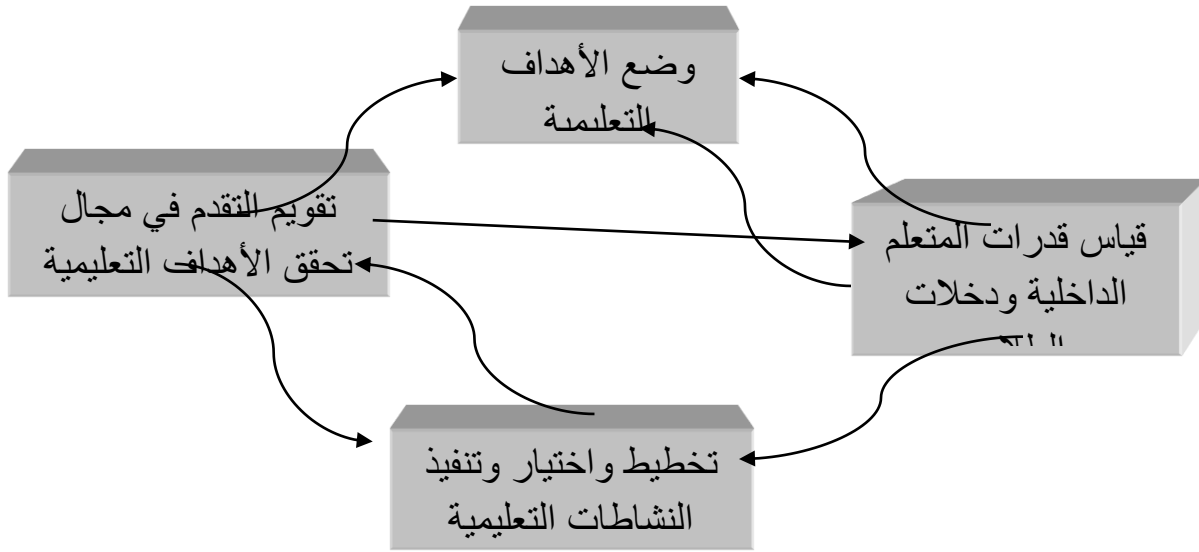 وضع الأهداف
التعليمية
تقويم التقدم في مجال
تحقق الأهداف التعليمية
قياس قدرات المتعلم
الداخلية ودخلات
تخطيط واختيار وتنفيذ
النشاطات التعليمية